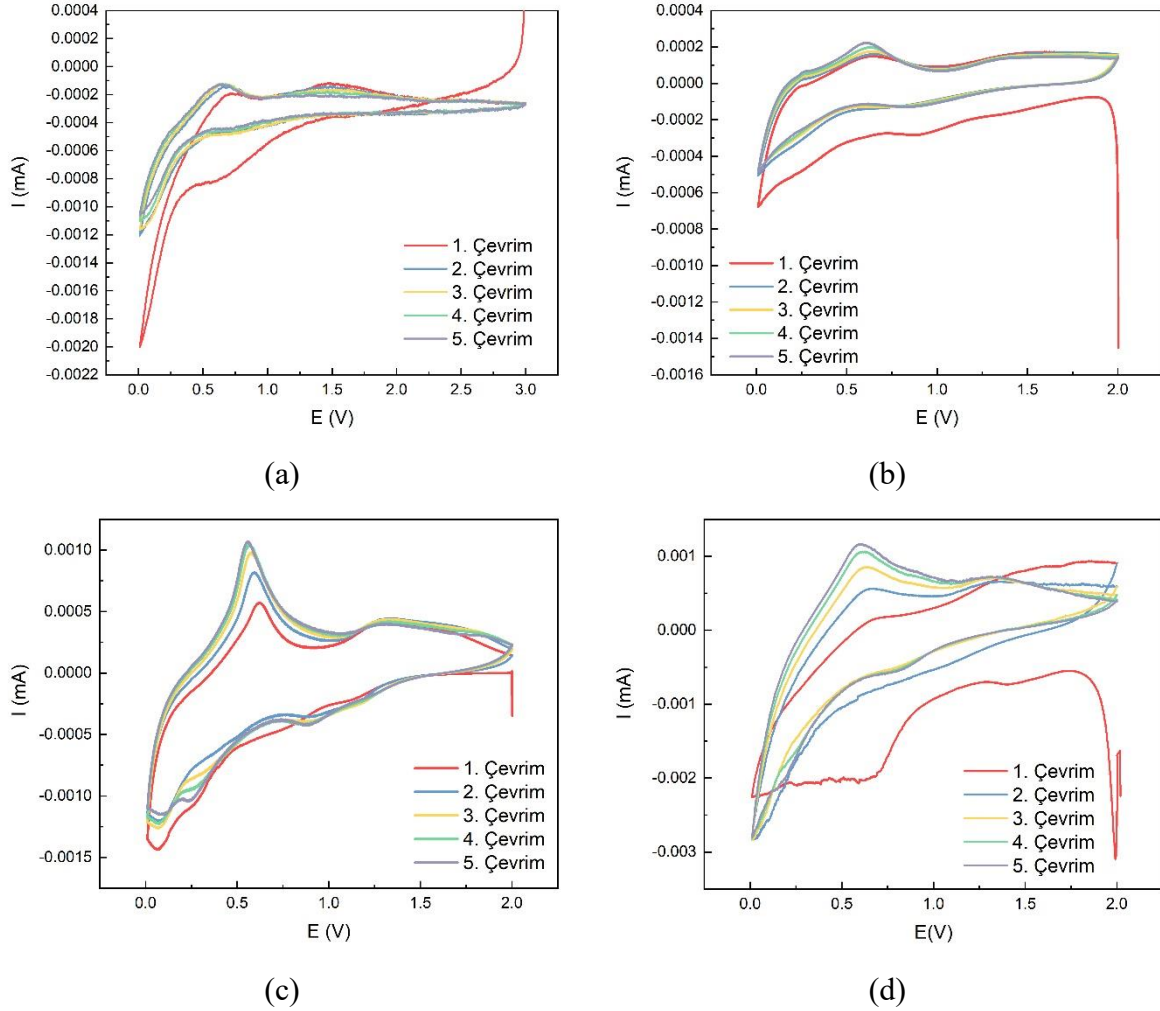 0.0004
0.0002
0.0000
-0.0002
-0.0004
-0.0006
-0.0008
-0.0010
-0.0012
-0.0014
-0.0016
-0.0018
-0.0020
-0.0022
I (mA)
1. Çevrim
2. Çevrim
3. Çevrim
4. Çevrim
5. Çevrim
0.0 0.5 1.0 1.5 2.0 2.5 3.0
E (V)
(a)
0.0004
0.0002
0.0000
-0.0002
-0.0004
-0.0006
-0.0008
-0.0010
-0.0012
-0.0014
-0.0016
I (mA)
1. Çevrim
2. Çevrim
3. Çevrim
4. Çevrim
5. Çevrim
0.0 0.5 1.0 1.5 2.0
E (V)
(b)
0.0010
0.0005
0.0000
-0.0005
-0.0010
-0.0015
I (mA)
1. Çevrim
2. Çevrim
3. Çevrim
4. Çevrim
5. Çevrim
0.0 0.5 1.0 1.5 2.0
E (V)
(c)
0.001
0.000
-0.001
-0.002
-0.003
I (mA)
1. Çevrim
2. Çevrim
3. Çevrim
4. Çevrim
5. Çevrim
0.0 0.5 1.0 1.5 2.0
E(V)
(d)